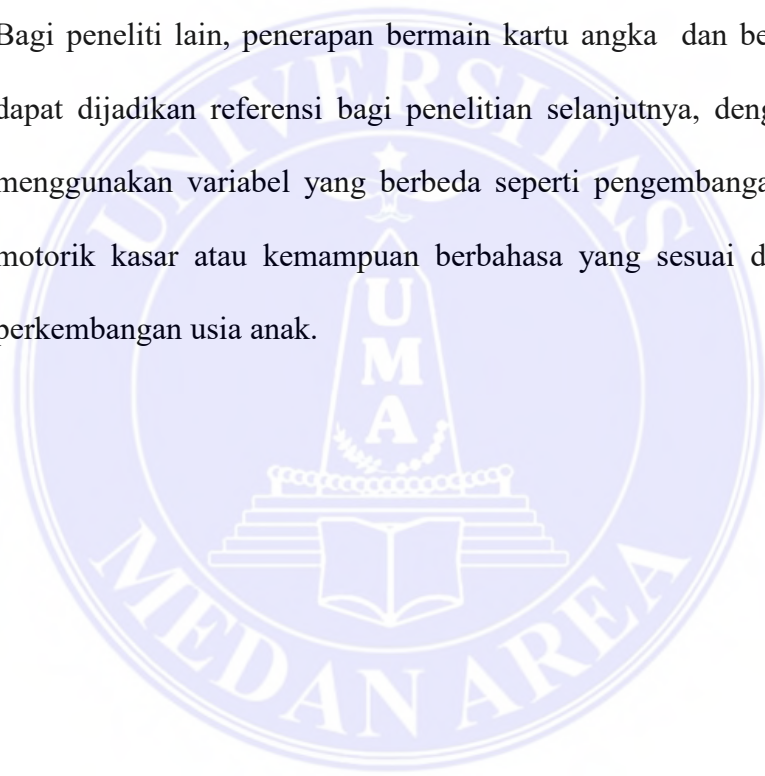 Bagi peneliti lain, penerapan bermain kartu angka dan be
dapat dijadikan referensi bagi penelitian selanjutnya, deng
menggunakan variabel yang berbeda seperti pengembanga
motorik kasar atau kemampuan berbahasa yang sesuai d
perkembangan usia anak.
UNIVERSITAS
UMA
MEDAN AREA